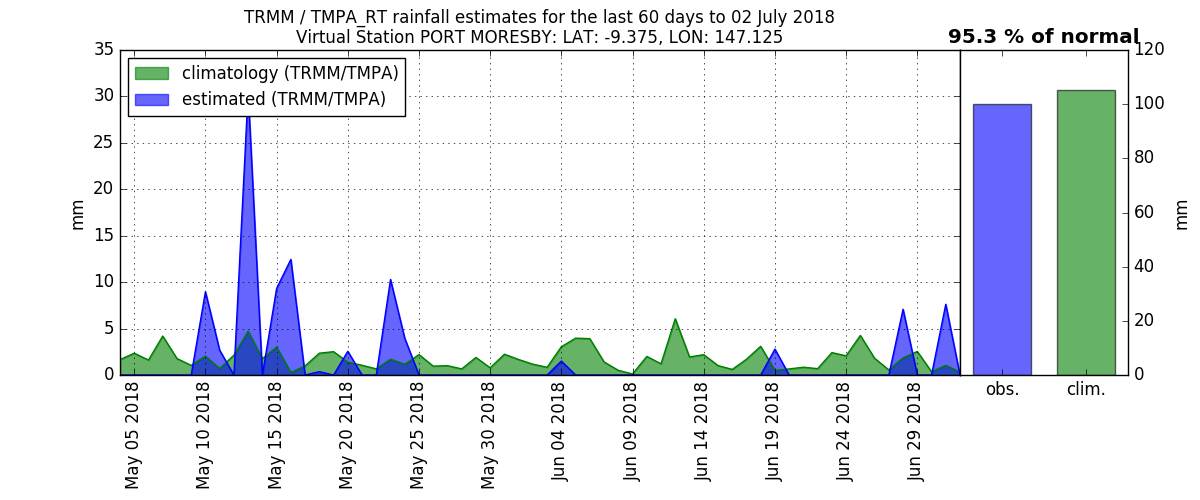 TRMM / TMPA_RT rainfall estimates for the last 60 days to 02 July 2018
Virtual Station PORT MORESBY: LAT: -9.375, LON: 147.125
95.3 % of normal
climatology (TRMM/TMPA)
estimated (TRMM/TMPA)
mm
35
30
25
20
15
10
5
0
May 05 2018
May 10 2018
May 15 2018
May 20 2018
May 25 2018
May 30 2018
Jun 04 2018
Jun 09 2018
Jun 14 2018
Jun 19 2018
Jun 24 2018
Jun 29 2018
obs.
clim.
120
100
80
60
40
20
0
mm